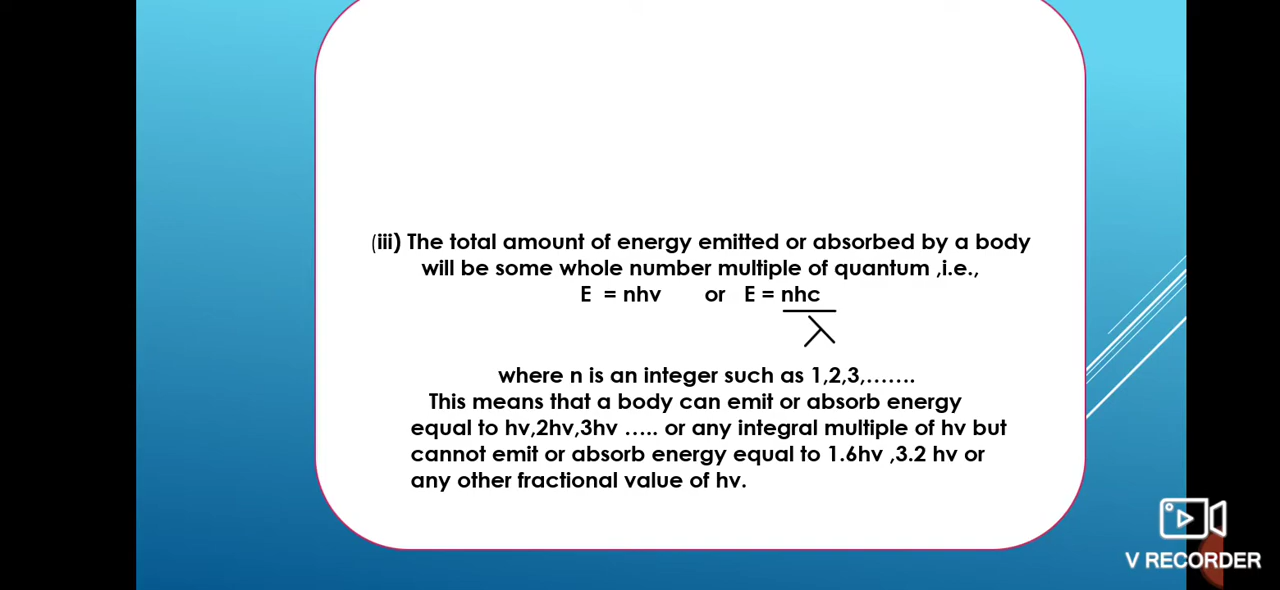 (iii) The total amount of energy emitted or absorbed by a body
will be some whole number multiple of quantum ,i.e.,
E = nhv or E = nhc
λ
where n is an integer such as 1,2,3,.......
This means that a body can emit or absorb energy
equal to hv,2hv,3hv ..... or any integral multiple of hv but
cannot emit or absorb energy equal to 1.6hv ,3.2 hv or
any other fractional value of hv.
V RECORDER